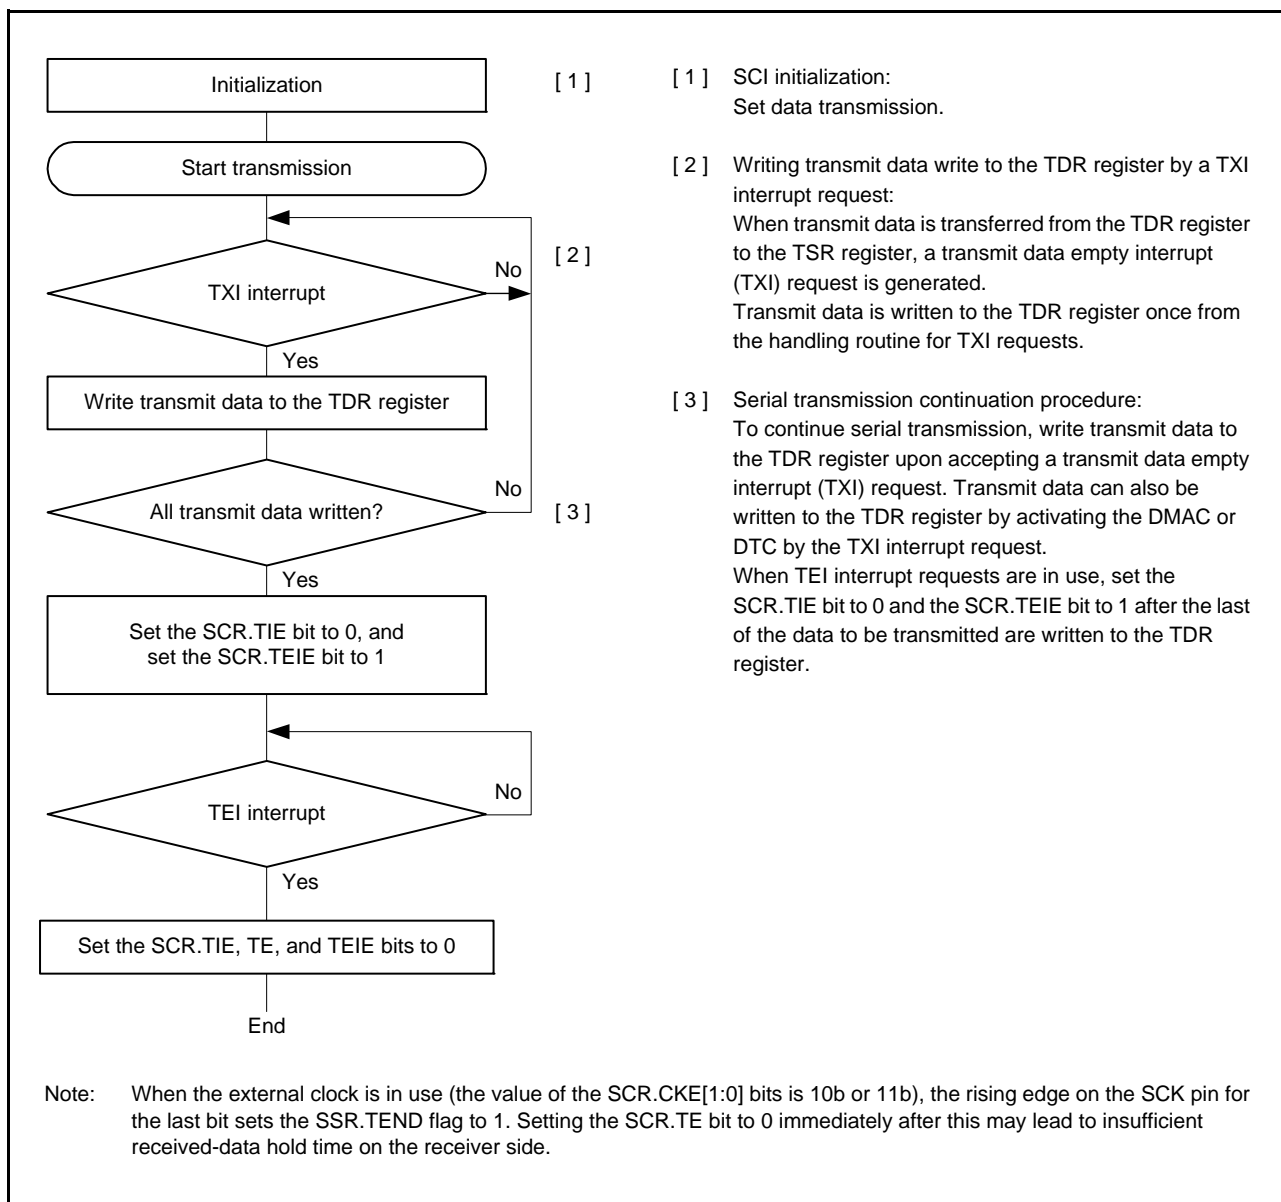 Initialization
[ 1 ]
Start transmission
[ 2 ]
No
TXI interrupt
Yes
Write transmit data to the TDR register
No
All transmit data written?
[ 3 ]
Yes
Set the SCR.TIE bit to 0, and
set the SCR.TEIE bit to 1
No
TEI interrupt
Yes
Set the SCR.TIE, TE, and TEIE bits to 0
End
[ 1 ] SCI initialization:
Set data transmission.
[ 2 ] Writing transmit data write to the TDR register by a TXI
interrupt request:
When transmit data is transferred from the TDR register
to the TSR register, a transmit data empty interrupt
(TXI) request is generated.
Transmit data is written to the TDR register once from
the handling routine for TXI requests.
[ 3 ] Serial transmission continuation procedure:
To continue serial transmission, write transmit data to
the TDR register upon accepting a transmit data empty
interrupt (TXI) request. Transmit data can also be
written to the TDR register by activating the DMAC or
DTC by the TXI interrupt request.
When TEI interrupt requests are in use, set the
SCR.TIE bit to 0 and the SCR.TEIE bit to 1 after the last
of the data to be transmitted are written to the TDR
register.
Note: When the external clock is in use (the value of the SCR.CKE[1:0] bits is 10b or 11b), the rising edge on the SCK pin for
the last bit sets the SSR.TEND flag to 1. Setting the SCR.TE bit to 0 immediately after this may lead to insufficient
received-data hold time on the receiver side.